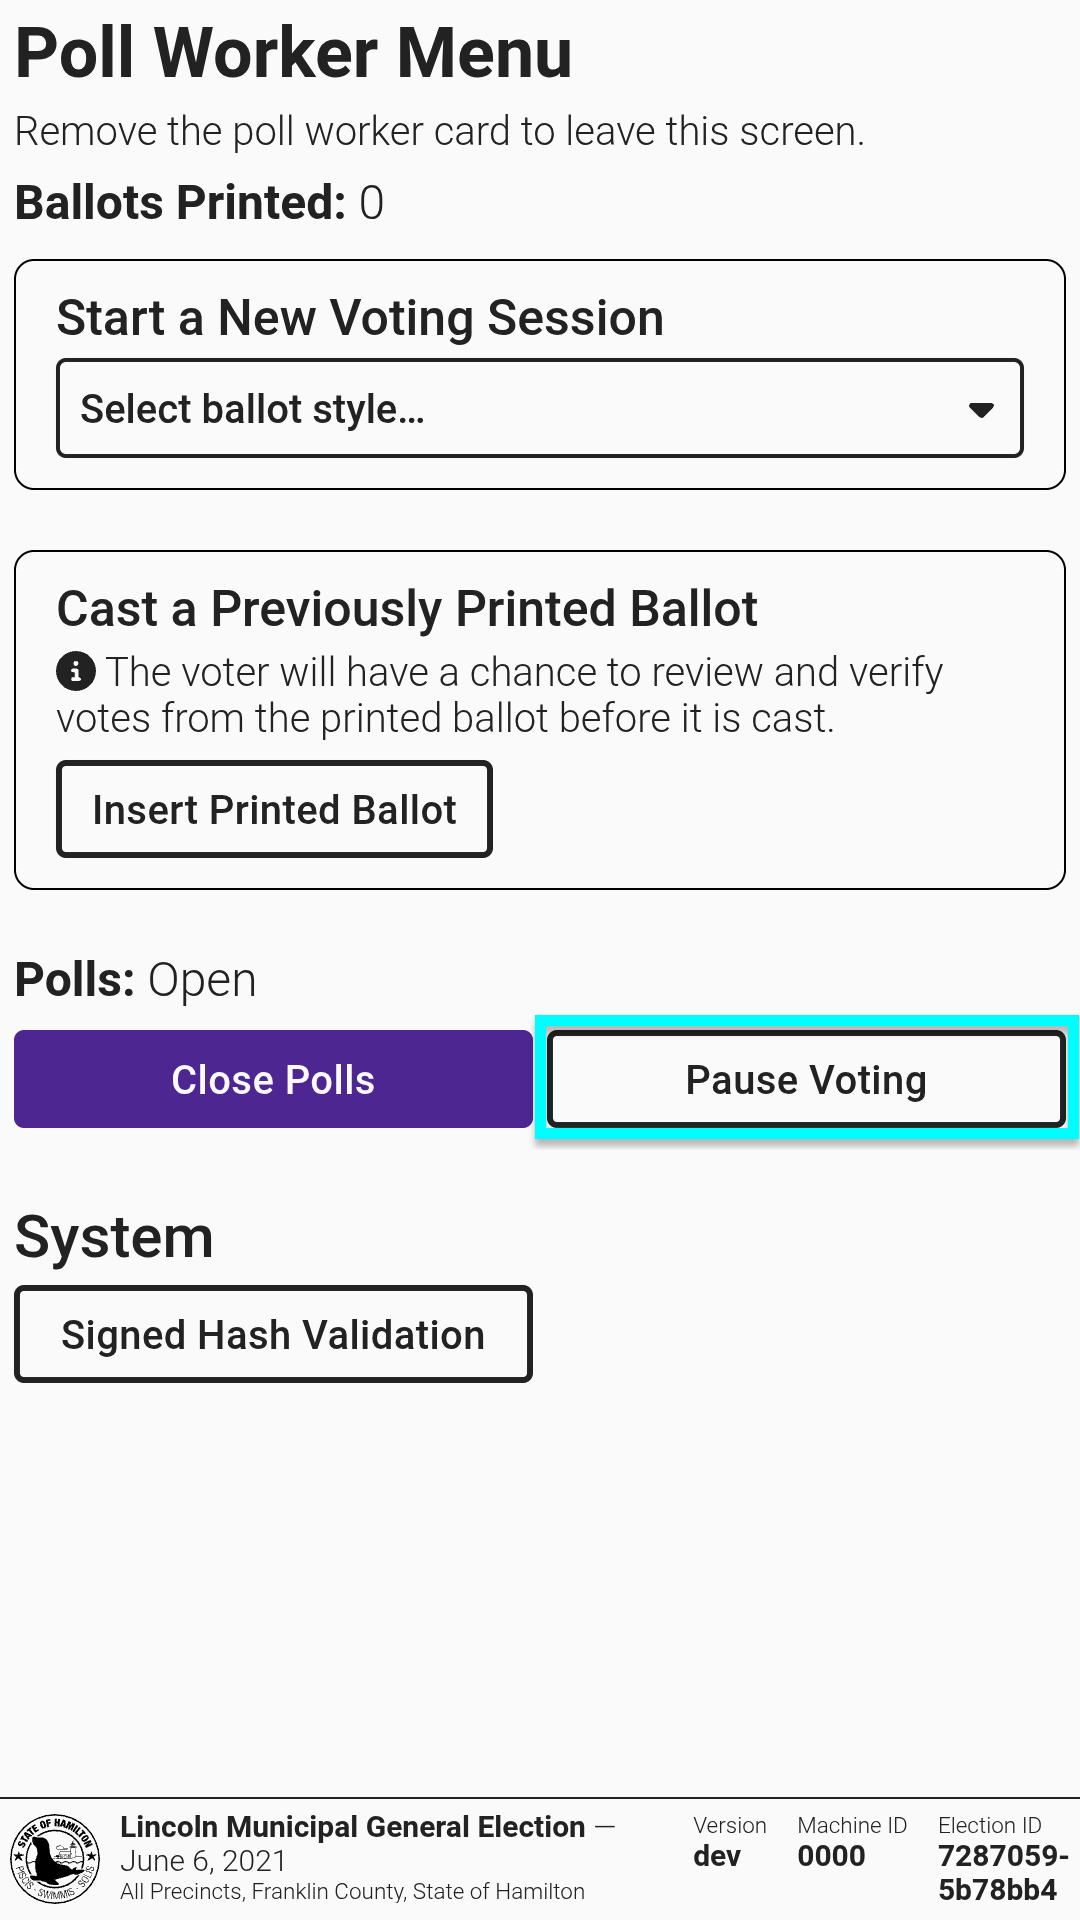 Poll Worker Menu
Remove the poll worker card to leave this screen.
Ballots Printed: 0
Start a New Voting Session
Select ballot style…
Cast a Previously Printed Ballot
The voter will have a chance to review and verify
votes from the printed ballot before it is cast.
Insert Printed Ballot
Polls: Open
Close Polls
Pause Voting
System
Signed Hash Validation
STATE OF HAMILTON
PISCIS - SWIMMIS - SOLIS
Lincoln Municipal General Election —
June 6, 2021
All Precincts, Franklin County, State of Hamilton
Version
dev
Machine ID
0000
Election ID
7287059-
5b78bb4